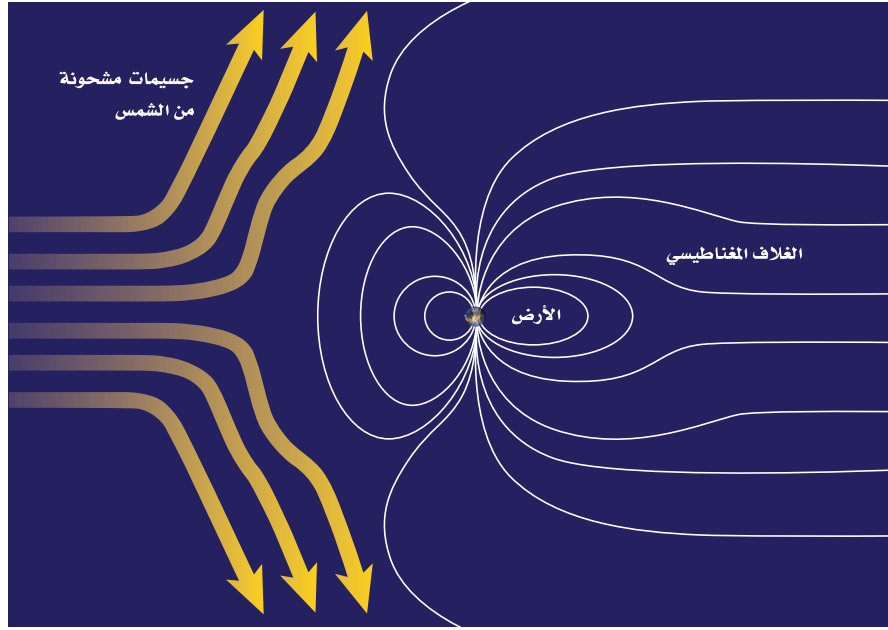 جسيمات مشحونة
من الشمس
الغلاف المغناطيسي
الأرض